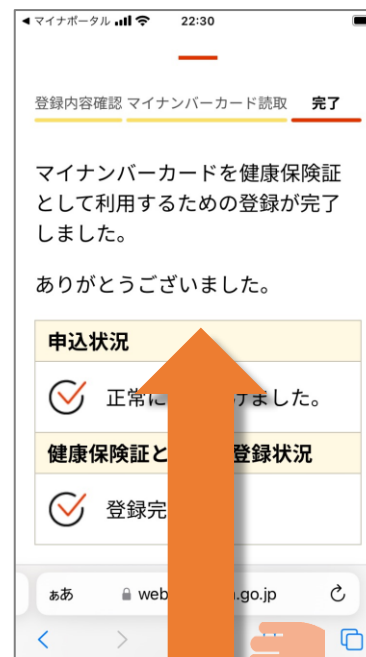 マイナポータル 22:30
登録内容確認 マイナンバーカード読取 完了
マイナンバーカードを健康保険証
として利用するための登録が完了
しました。
ありがとうございました。
申込状況
正常に けました。
健康保険証と 登録状況
登録完
ぁあ web .go.jp